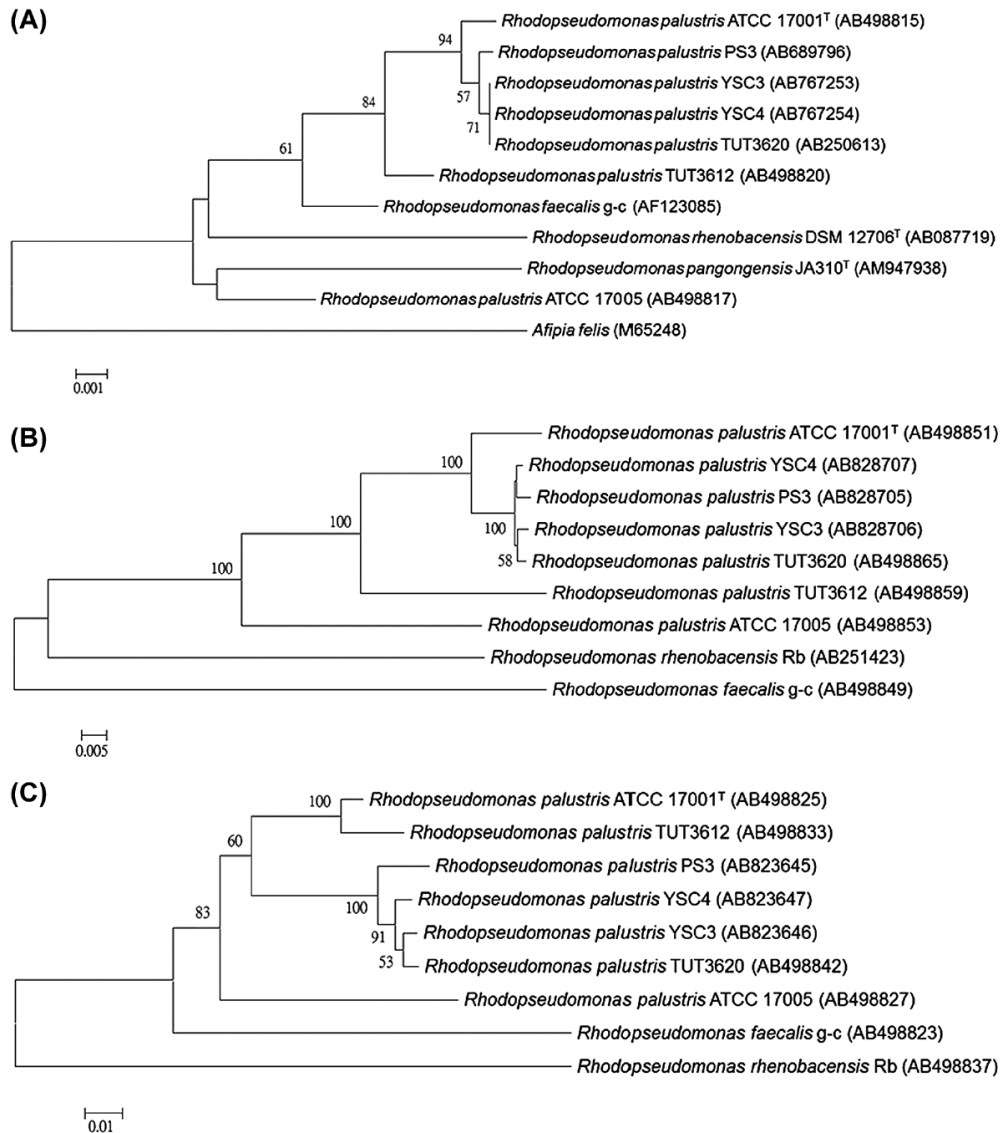 (A)
Rhodopseudomonas palustris ATCC 17001T (AB498815)
94
Rhodopseudomonas palustris PS3 (AB689796)
Rhodopseudomonas palustris YSC3 (AB767253)
57
84
Rhodopseudomonas palustris YSC4 (AB767254)
71
Rhodopseudomonas palustris TUT3620 (AB250613)
61
Rhodopseudomonas palustris TUT3612 (AB498820)
Rhodopseudomonas faecalis g-c (AF123085)
Rhodopseudomonas rhenobacensis DSM 12706T (AB087719)
Rhodopseudomonas pangongensis JA310T (AM947938)
Rhodopseudomonas palustris ATCC 17005 (AB498817)
Afipia felis (M65248)
0.001
(B)
Rhodopseudomonas palustris ATCC 17001T (AB498851)
100
Rhodopseudomonas palustris YSC4 (AB828707)
Rhodopseudomonas palustris PS3 (AB828705)
100
100
Rhodopseudomonas palustris YSC3 (AB828706)
58
Rhodopseudomonas palustris TUT3620 (AB498865)
100
Rhodopseudomonas palustris TUT3612 (AB498859)
Rhodopseudomonas palustris ATCC 17005 (AB498853)
Rhodopseudomonas rhenobacensis Rb (AB251423)
Rhodopseudomonas faecalis g-c (AB498849)
0.005
(C)
100
Rhodopseudomonas palustris ATCC 17001T (AB498825)
Rhodopseudomonas palustris TUT3612 (AB498833)
60
Rhodopseudomonas palustris PS3 (AB823645)
Rhodopseudomonas palustris YSC4 (AB823647)
100
83
Rhodopseudomonas palustris YSC3 (AB823646)
91
53
Rhodopseudomonas palustris TUT3620 (AB498842)
Rhodopseudomonas palustris ATCC 17005 (AB498827)
Rhodopseudomonas faecalis g-c (AB498823)
Rhodopseudomonas rhenobacensis Rb (AB498837)
0.01